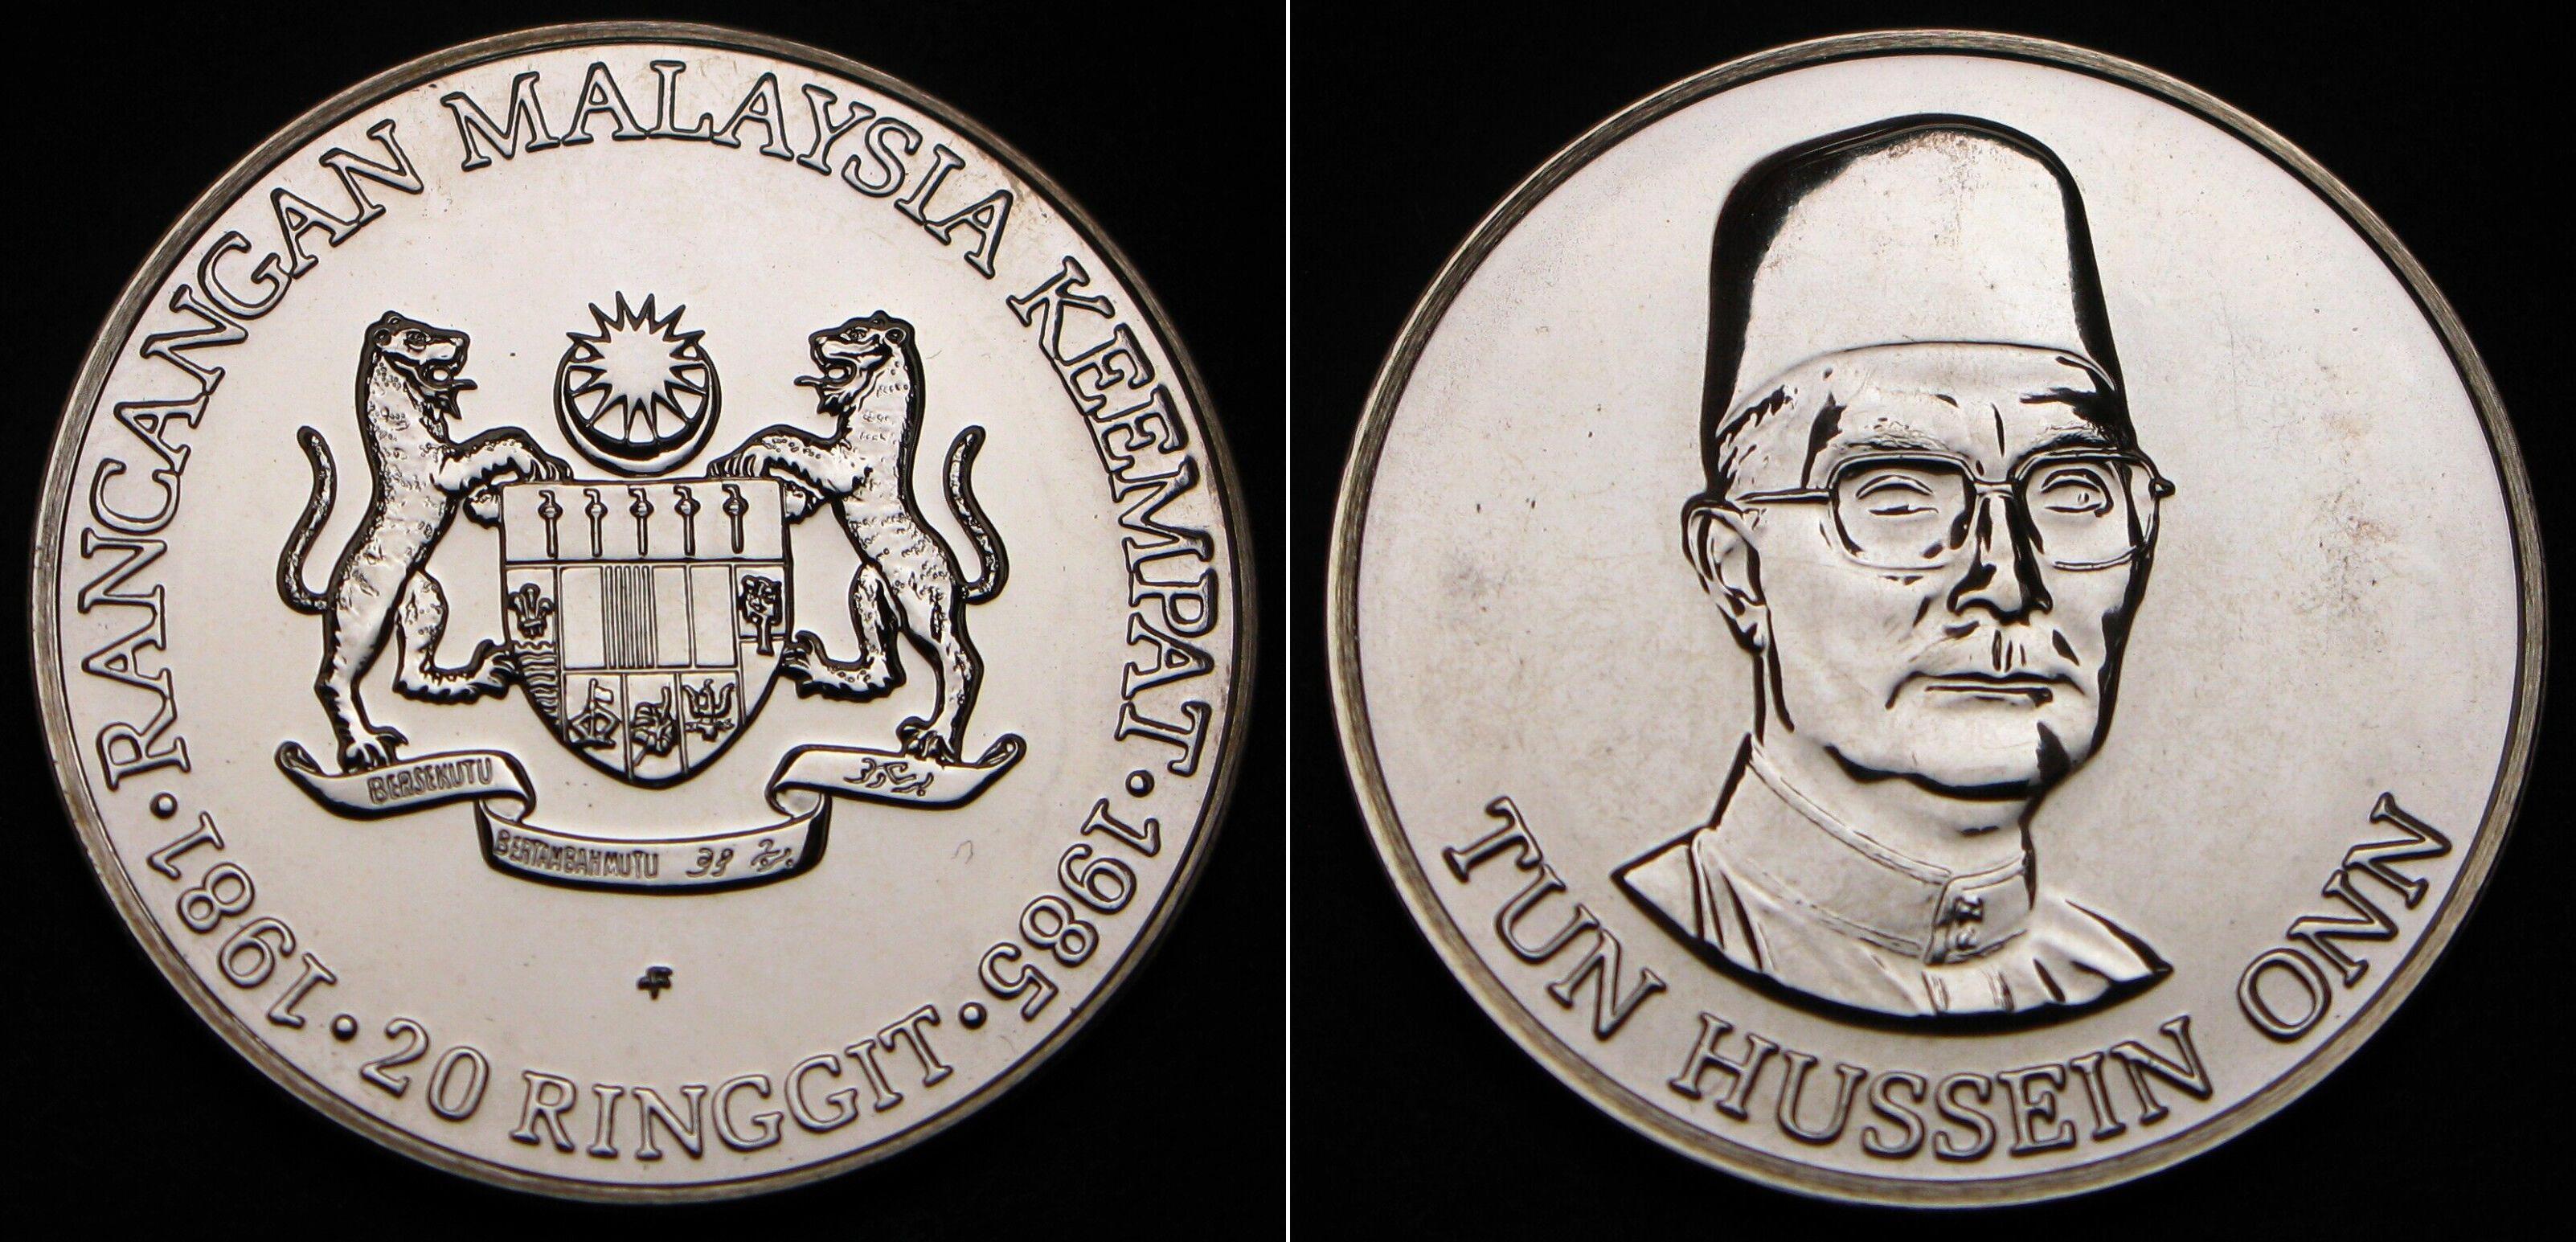 RANCANGAN MALAYSIA KEEMPAT
1981 · 20 RINGGIT · 1985
BERSEKUTU
BERTAMBAH MUTU
TUN HUSSEIN ONN